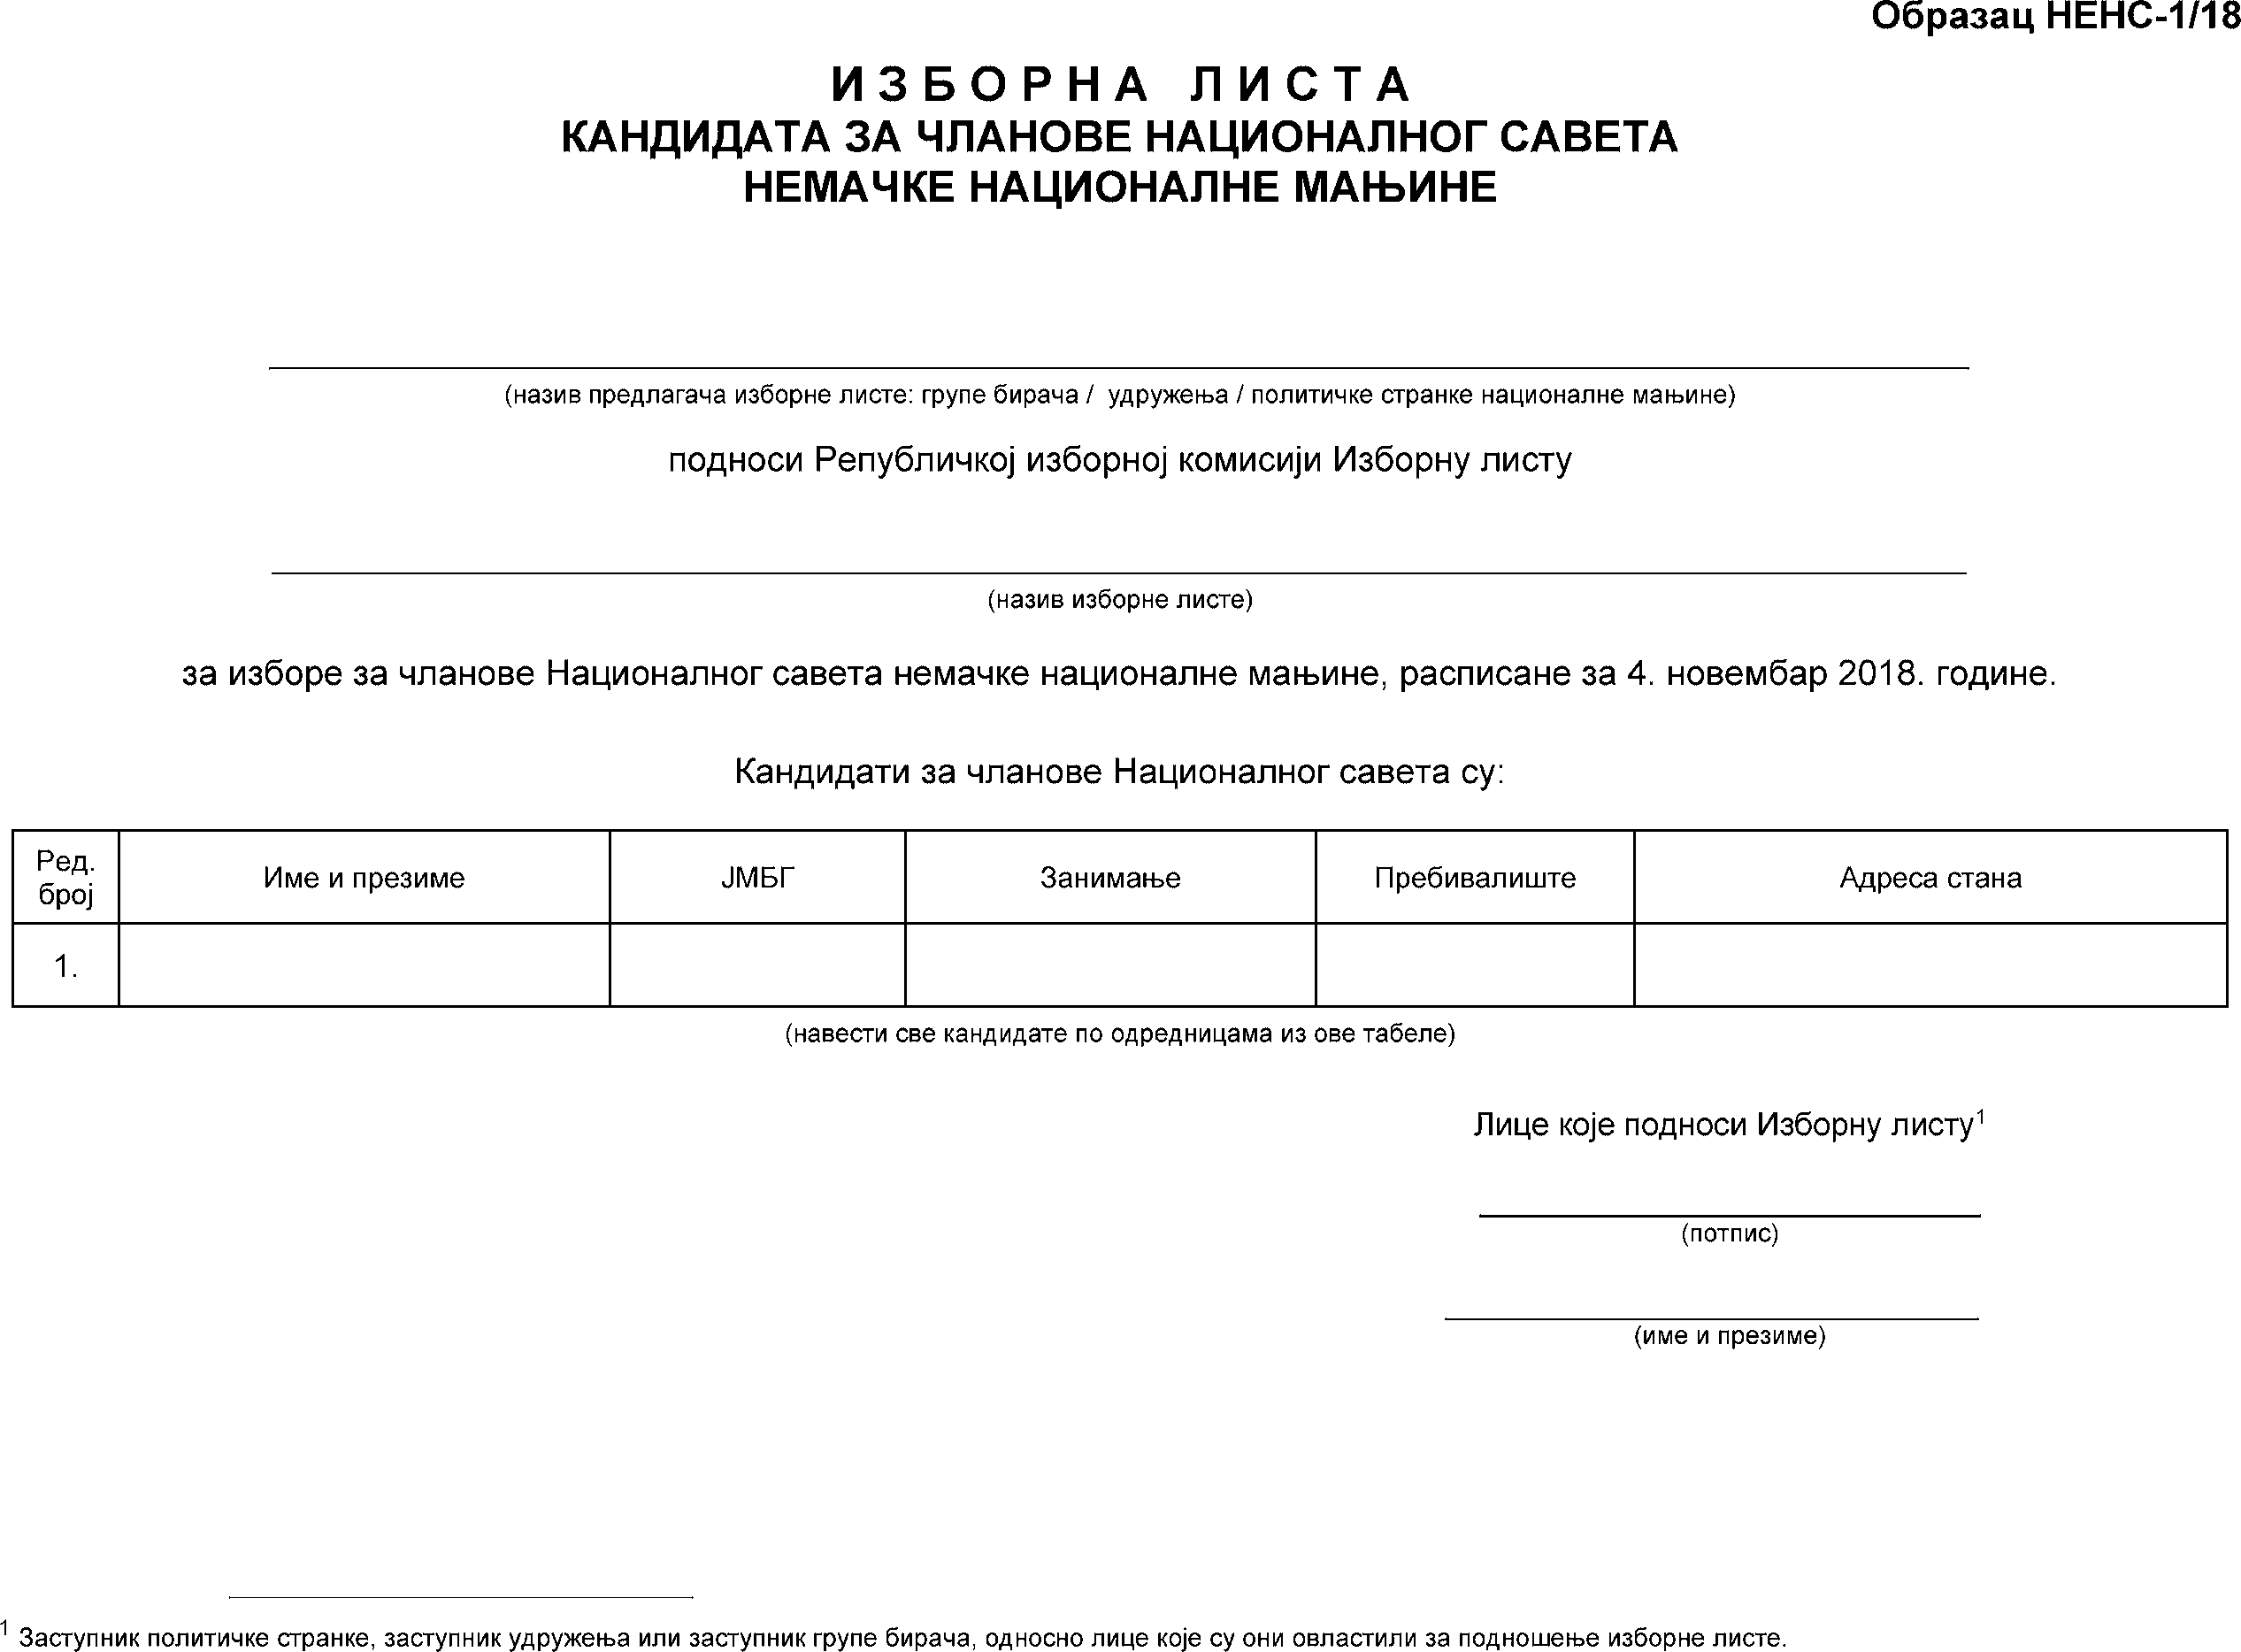 Образац НЕНС-1/18
И З Б О Р Н А   Л И С Т А
КАНДИДАТА ЗА ЧЛАНОВЕ НАЦИОНАЛНОГ САВЕТА
НЕМАЧКЕ НАЦИОНАЛНЕ МАЊИНЕ
(назив предлагача изборне листе: групе бирача / удружења / политичке странке националне мањине)
подноси Републичкој изборној комисији Изборну листу
(назив изборне листе)
за изборе за чланове Националног савета немачке националне мањине, расписане за 4. новембар 2018. године.
Кандидати за чланове Националног савета су:
Ред. број	Име и презиме	ЈМБГ	Занимање	Пребивалиште	Адреса стана
1.
(навести све кандидате по одредницама из ове табеле)
Лице које подноси Изборну листу¹
(потпис)
(име и презиме)
¹ Заступник политичке странке, заступник удружења или заступник групе бирача, односно лице које су они овластили за подношење изборне листе.